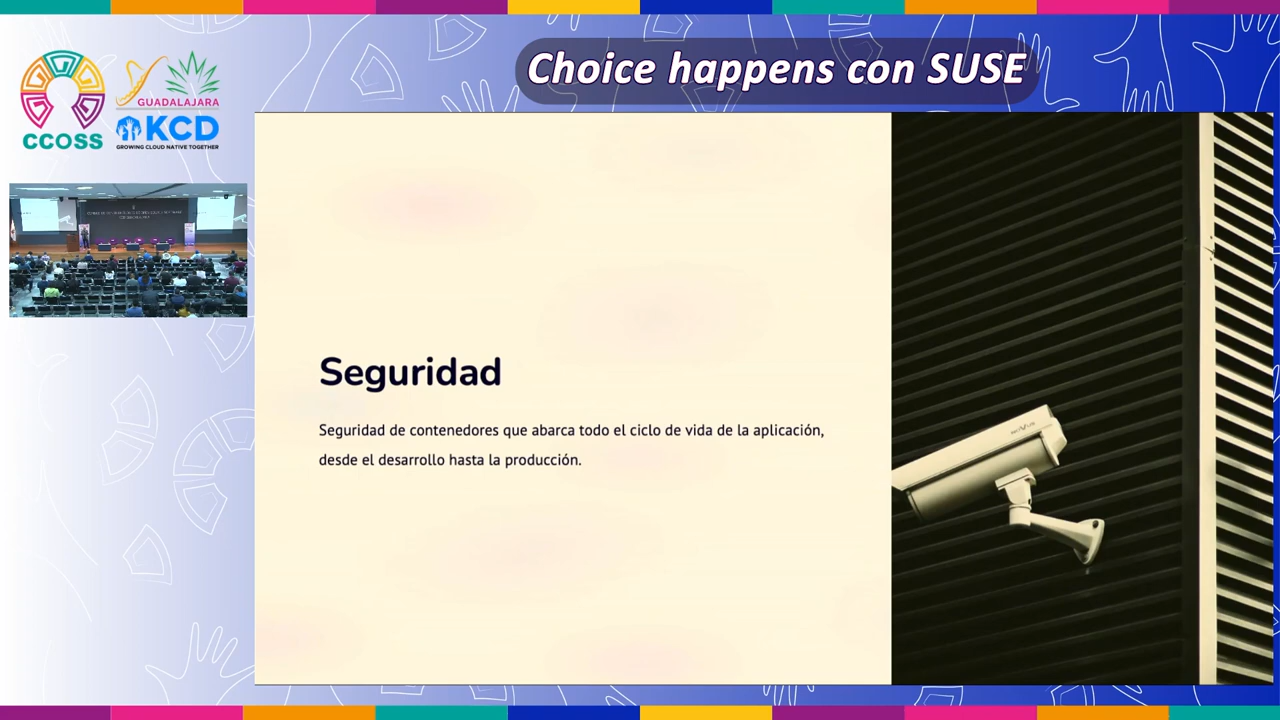 Choice happens con SUSE
CCOSS
GUADALAJARA
KCD
GROWING CLOUD NATIVE TOGETHER
Seguridad
Seguridad de contenedores que abarca todo el ciclo de vida de la aplicación,
desde el desarrollo hasta la producción.